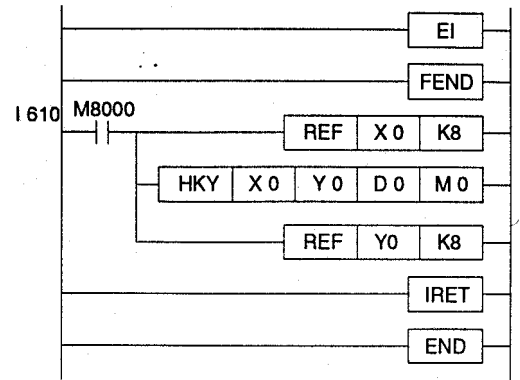 EI
FEND
I 610 M8000 REF X 0 K8
HKY X 0 Y 0 D 0 M 0
REF Y0 K8
IRET
END